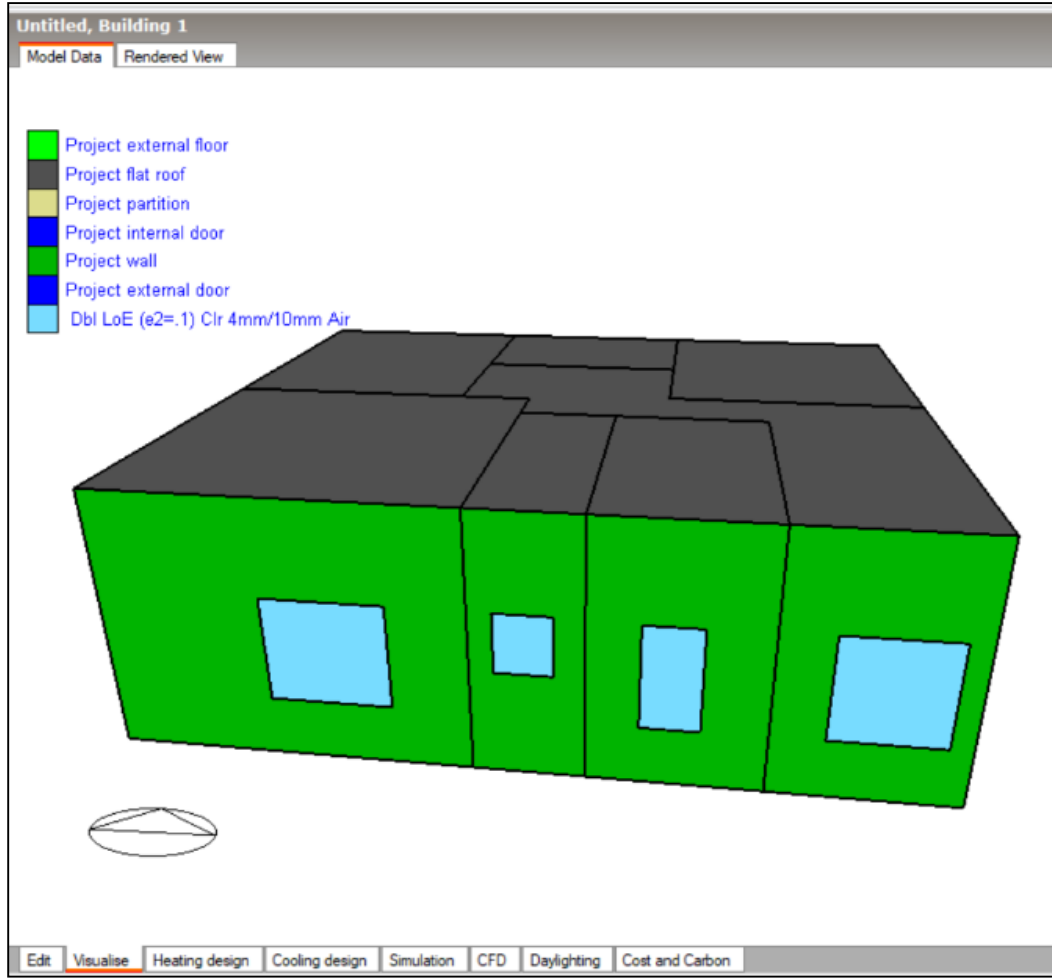 Untitled, Building 1
Model Data Rendered View
Project external floor
Project flat roof
Project partition
Project internal door
Project wall
Project external door
Dbl LoE (e2=.1) Clr 4mm/10mm Air
Edit Visualise Heating design Cooling design Simulation CFD Daylighting Cost and Carbon